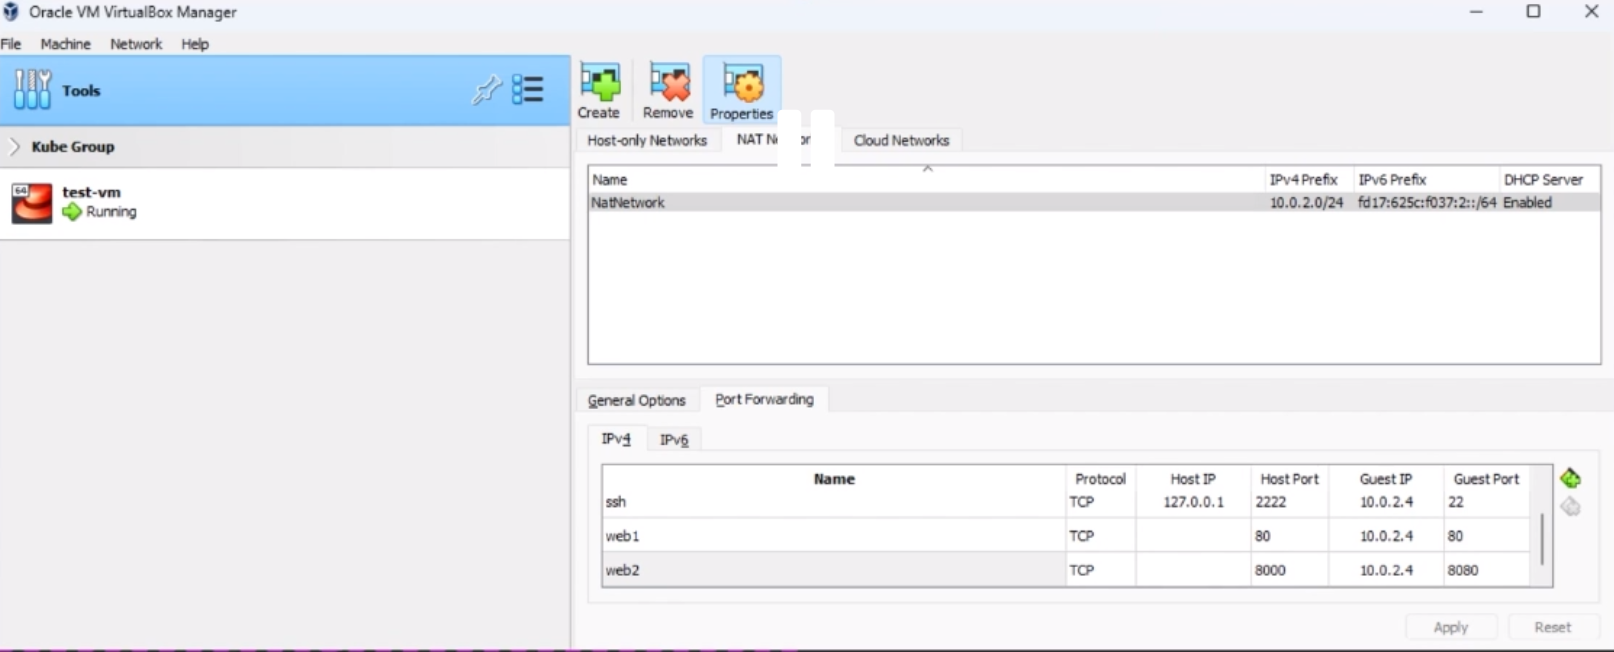 Oracle VM VirtualBox Manager
File Machine Network Help
Tools
Create Remove Properties
Kube Group
Host-only Networks NAT Cloud Networks
64
test-vm
Running
Name IPv4 Prefix IPv6 Prefix DHCP Server
NatNetwork 10.0.2.0/24 fd17:625c:f037:2::/64 Enabled
General Options Port Forwarding
IPv4 IPv6
Name Protocol Host IP Host Port Guest IP Guest Port
ssh TCP 127.0.0.1 2222 10.0.2.4 22
web1 TCP 80 10.0.2.4 80
web2 TCP 8000 10.0.2.4 8080
Apply Reset